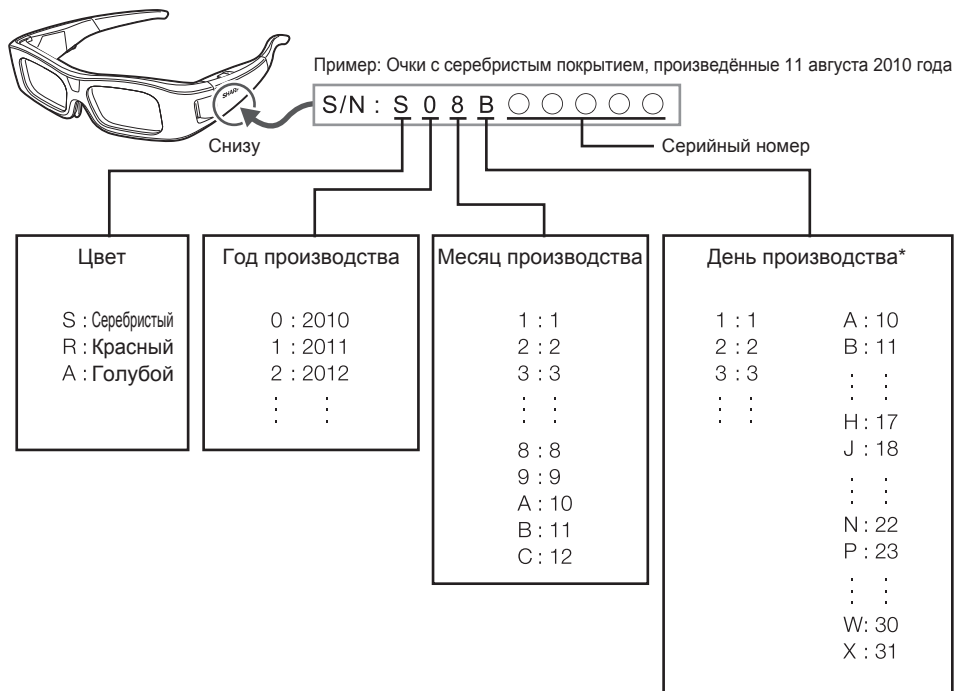 Пример: Очки с серебристым покрытием, произведённые 11 августа 2010 года
SHARP
S/N : S 0 8 B ○ ○ ○ ○ ○
Снизу
Серийный номер
Цвет
S : Серебристый
R : Красный
A : Голубой
Год производства
0 : 2010
1 : 2011
2 : 2012
: :
Месяц производства
1 : 1
2 : 2
3 : 3
: :
8 : 8
9 : 9
A : 10
B : 11
C : 12
День производства*
1 : 1
2 : 2
3 : 3
: :
A : 10
B : 11
: :
H : 17
J : 18
: :
N : 22
P : 23
: :
W: 30
X : 31